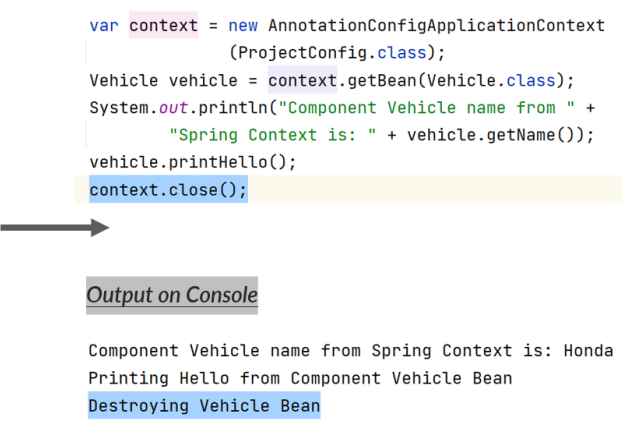 var context = new AnnotationConfigApplicationContext
(ProjectConfig.class);
Vehicle vehicle = context.getBean(Vehicle.class);
System.out.println("Component Vehicle name from " +
"Spring Context is: " + vehicle.getName());
vehicle.printHello();
context.close();
Output on Console
Component Vehicle name from Spring Context is: Honda
Printing Hello from Component Vehicle Bean
Destroying Vehicle Bean